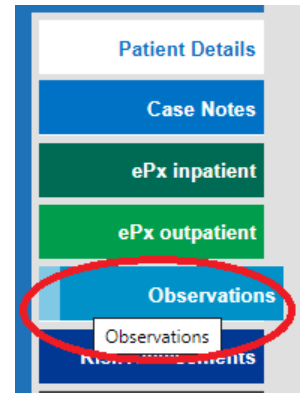 Patient Details
Case Notes
ePx inpatient
ePx outpatient
Observations
Observations